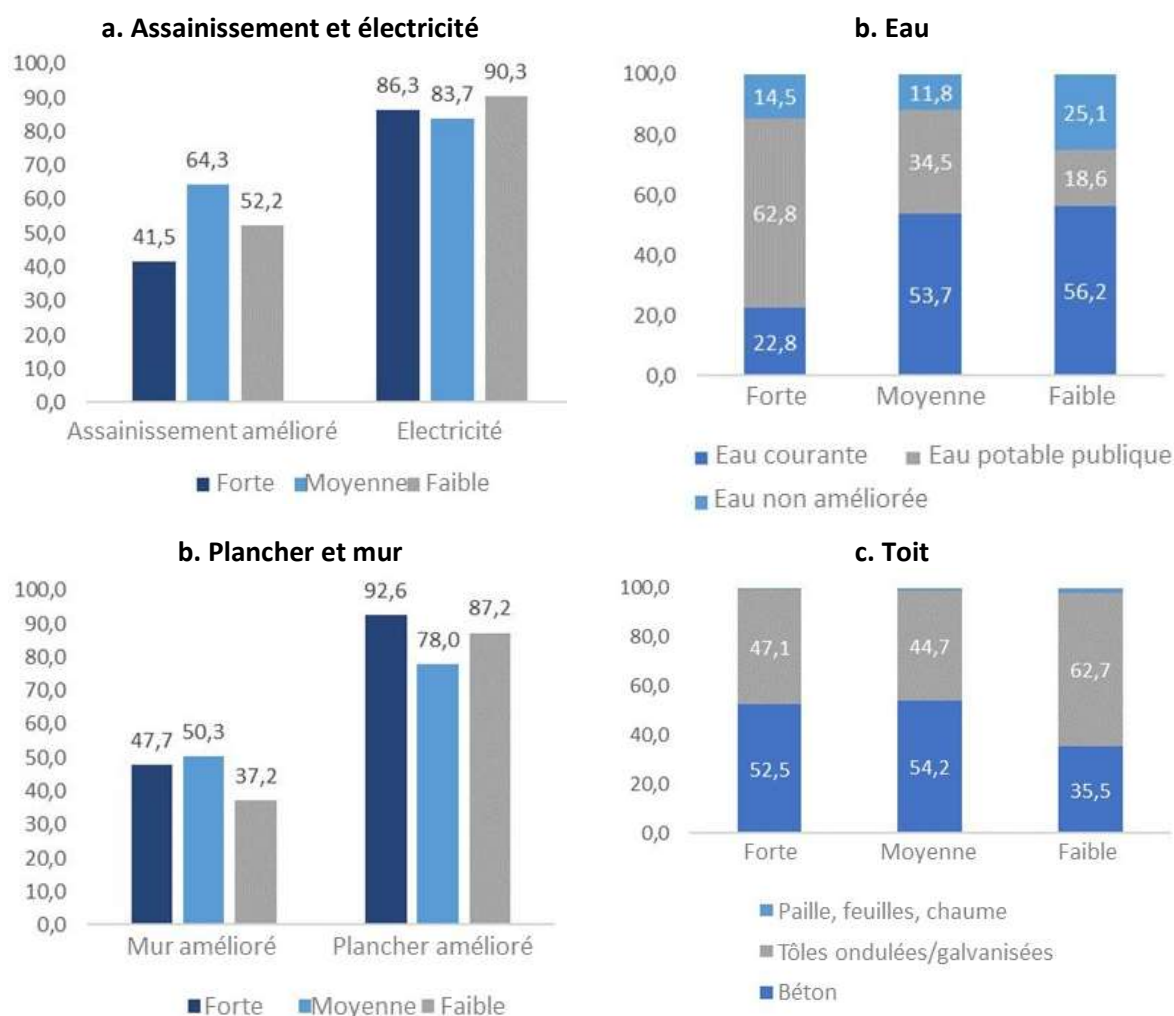 a. Assainissement et électricité
100,0
90,0
80,0
70,0
60,0
50,0
40,0
30,0
20,0
10,0
0,0
41,5
64,3
52,2
86,3
83,7
90,3
Assainissement amélioré
Electricité
Forte
Moyenne
Faible
b. Eau
100,0
80,0
60,0
40,0
20,0
0,0
14,5
62,8
22,8
11,8
34,5
53,7
25,1
18,6
56,2
Forte
Moyenne
Faible
Eau courante
Eau potable publique
Eau non améliorée
b. Plancher et mur
100,0
90,0
80,0
70,0
60,0
50,0
40,0
30,0
20,0
10,0
0,0
47,7
50,3
37,2
92,6
78,0
87,2
Mur amélioré
Plancher amélioré
Forte
Moyenne
Faible
c. Toit
100,0
80,0
60,0
40,0
20,0
0,0
47,1
52,5
44,7
54,2
62,7
35,5
Forte
Moyenne
Faible
Paille, feuilles, chaume
Tôles ondulées/galvanisées
Béton